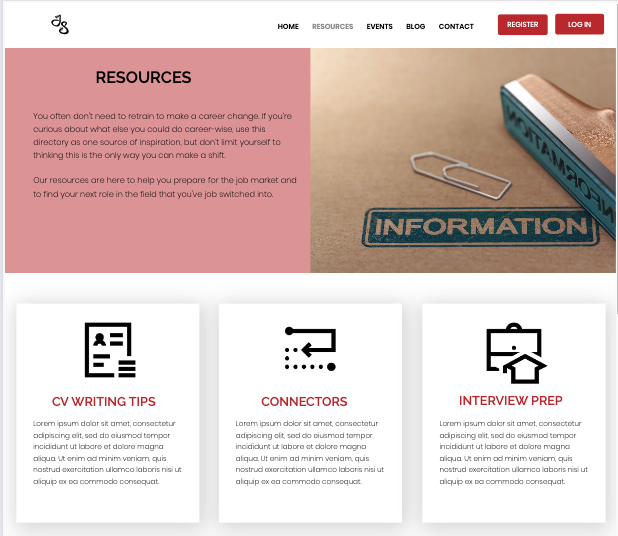 HOME RESOURCES EVENTS BLOG CONTACT REGISTER LOG IN
RESOURCES
You often don't need to retrain to make a career change. If you're
curious about what else you could do career-wise, use this
directory as one source of inspiration, but don't limit yourself to
thinking this is the only way you can make a shift.
Our resources are here to help you prepare for the job market and
to find your next role in the field that you've job switched into.
INFORMATION
INFORMATION
CV WRITING TIPS
Lorem ipsum dolor sit amet, consectetur
adipiscing elit, sed do eiusmod tempor
incididunt ut labore et dolore magna
aliqua. Ut enim ad minim veniam, quis
nostrud exercitation ullamco laboris nisi ut
aliquip ex ea commodo consequat.
CONNECTORS
Lorem ipsum dolor sit amet, consectetur
adipiscing elit, sed do eiusmod tempor
incididunt ut labore et dolore magna
aliqua. Ut enim ad minim veniam, quis
nostrud exercitation ullamco laboris nisi ut
aliquip ex ea commodo consequat.
INTERVIEW PREP
Lorem ipsum dolor sit amet, consectetur
adipiscing elit, sed do eiusmod tempor
incididunt ut labore et dolore magna
aliqua. Ut enim ad minim veniam, quis
nostrud exercitation ullamco laboris nisi ut
aliquip ex ea commodo consequat.